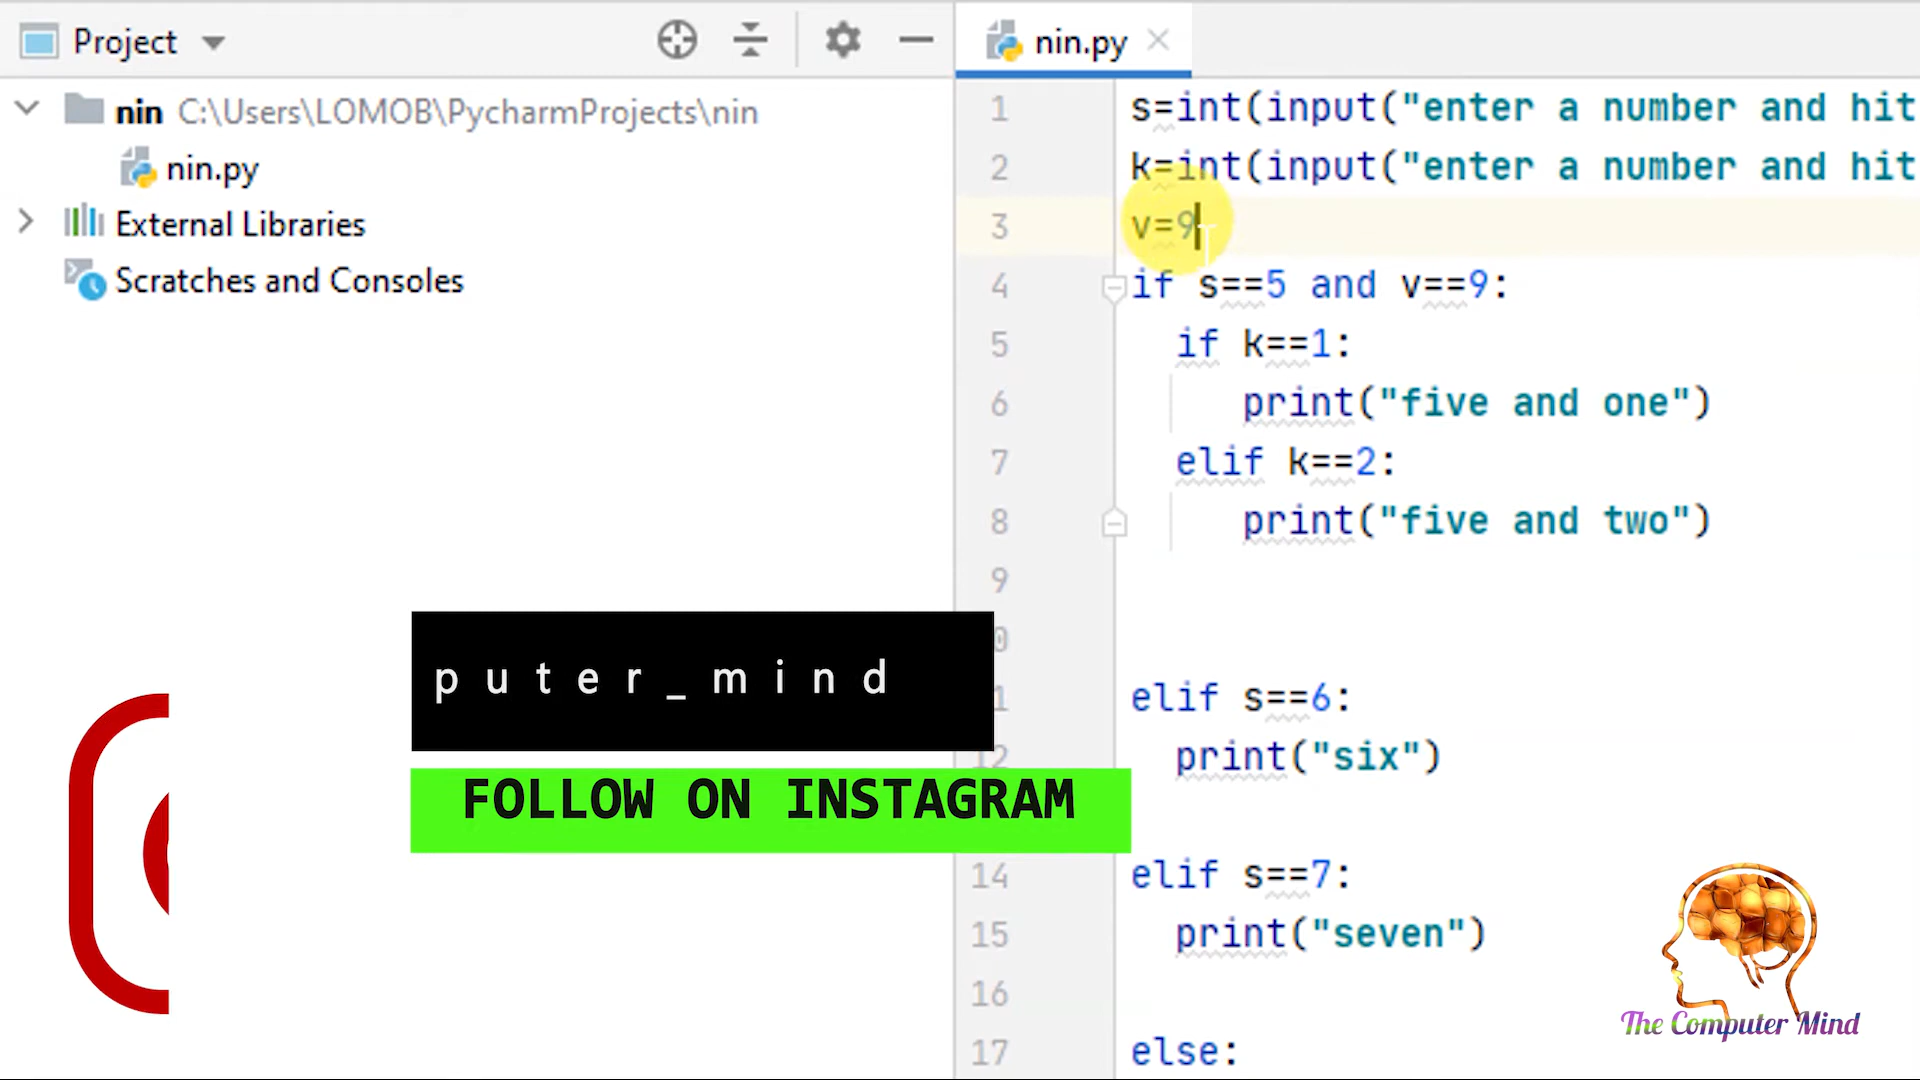 Project
nin C:\Users\LOMOB\PycharmProjects\nin
nin.py
External Libraries
Scratches and Consoles
nin.py
1 s=int(input("enter a number and hit
2 k=int(input("enter a number and hit
3 v=9
4 if s==5 and v==9:
5 if k==1:
6 print("five and one")
7 elif k==2:
8 print("five and two")
9
0
1 elif s==6:
12 print("six")
14 elif s==7:
15 print("seven")
16
17 else:
puter_mind
FOLLOW ON INSTAGRAM
The Computer Mind